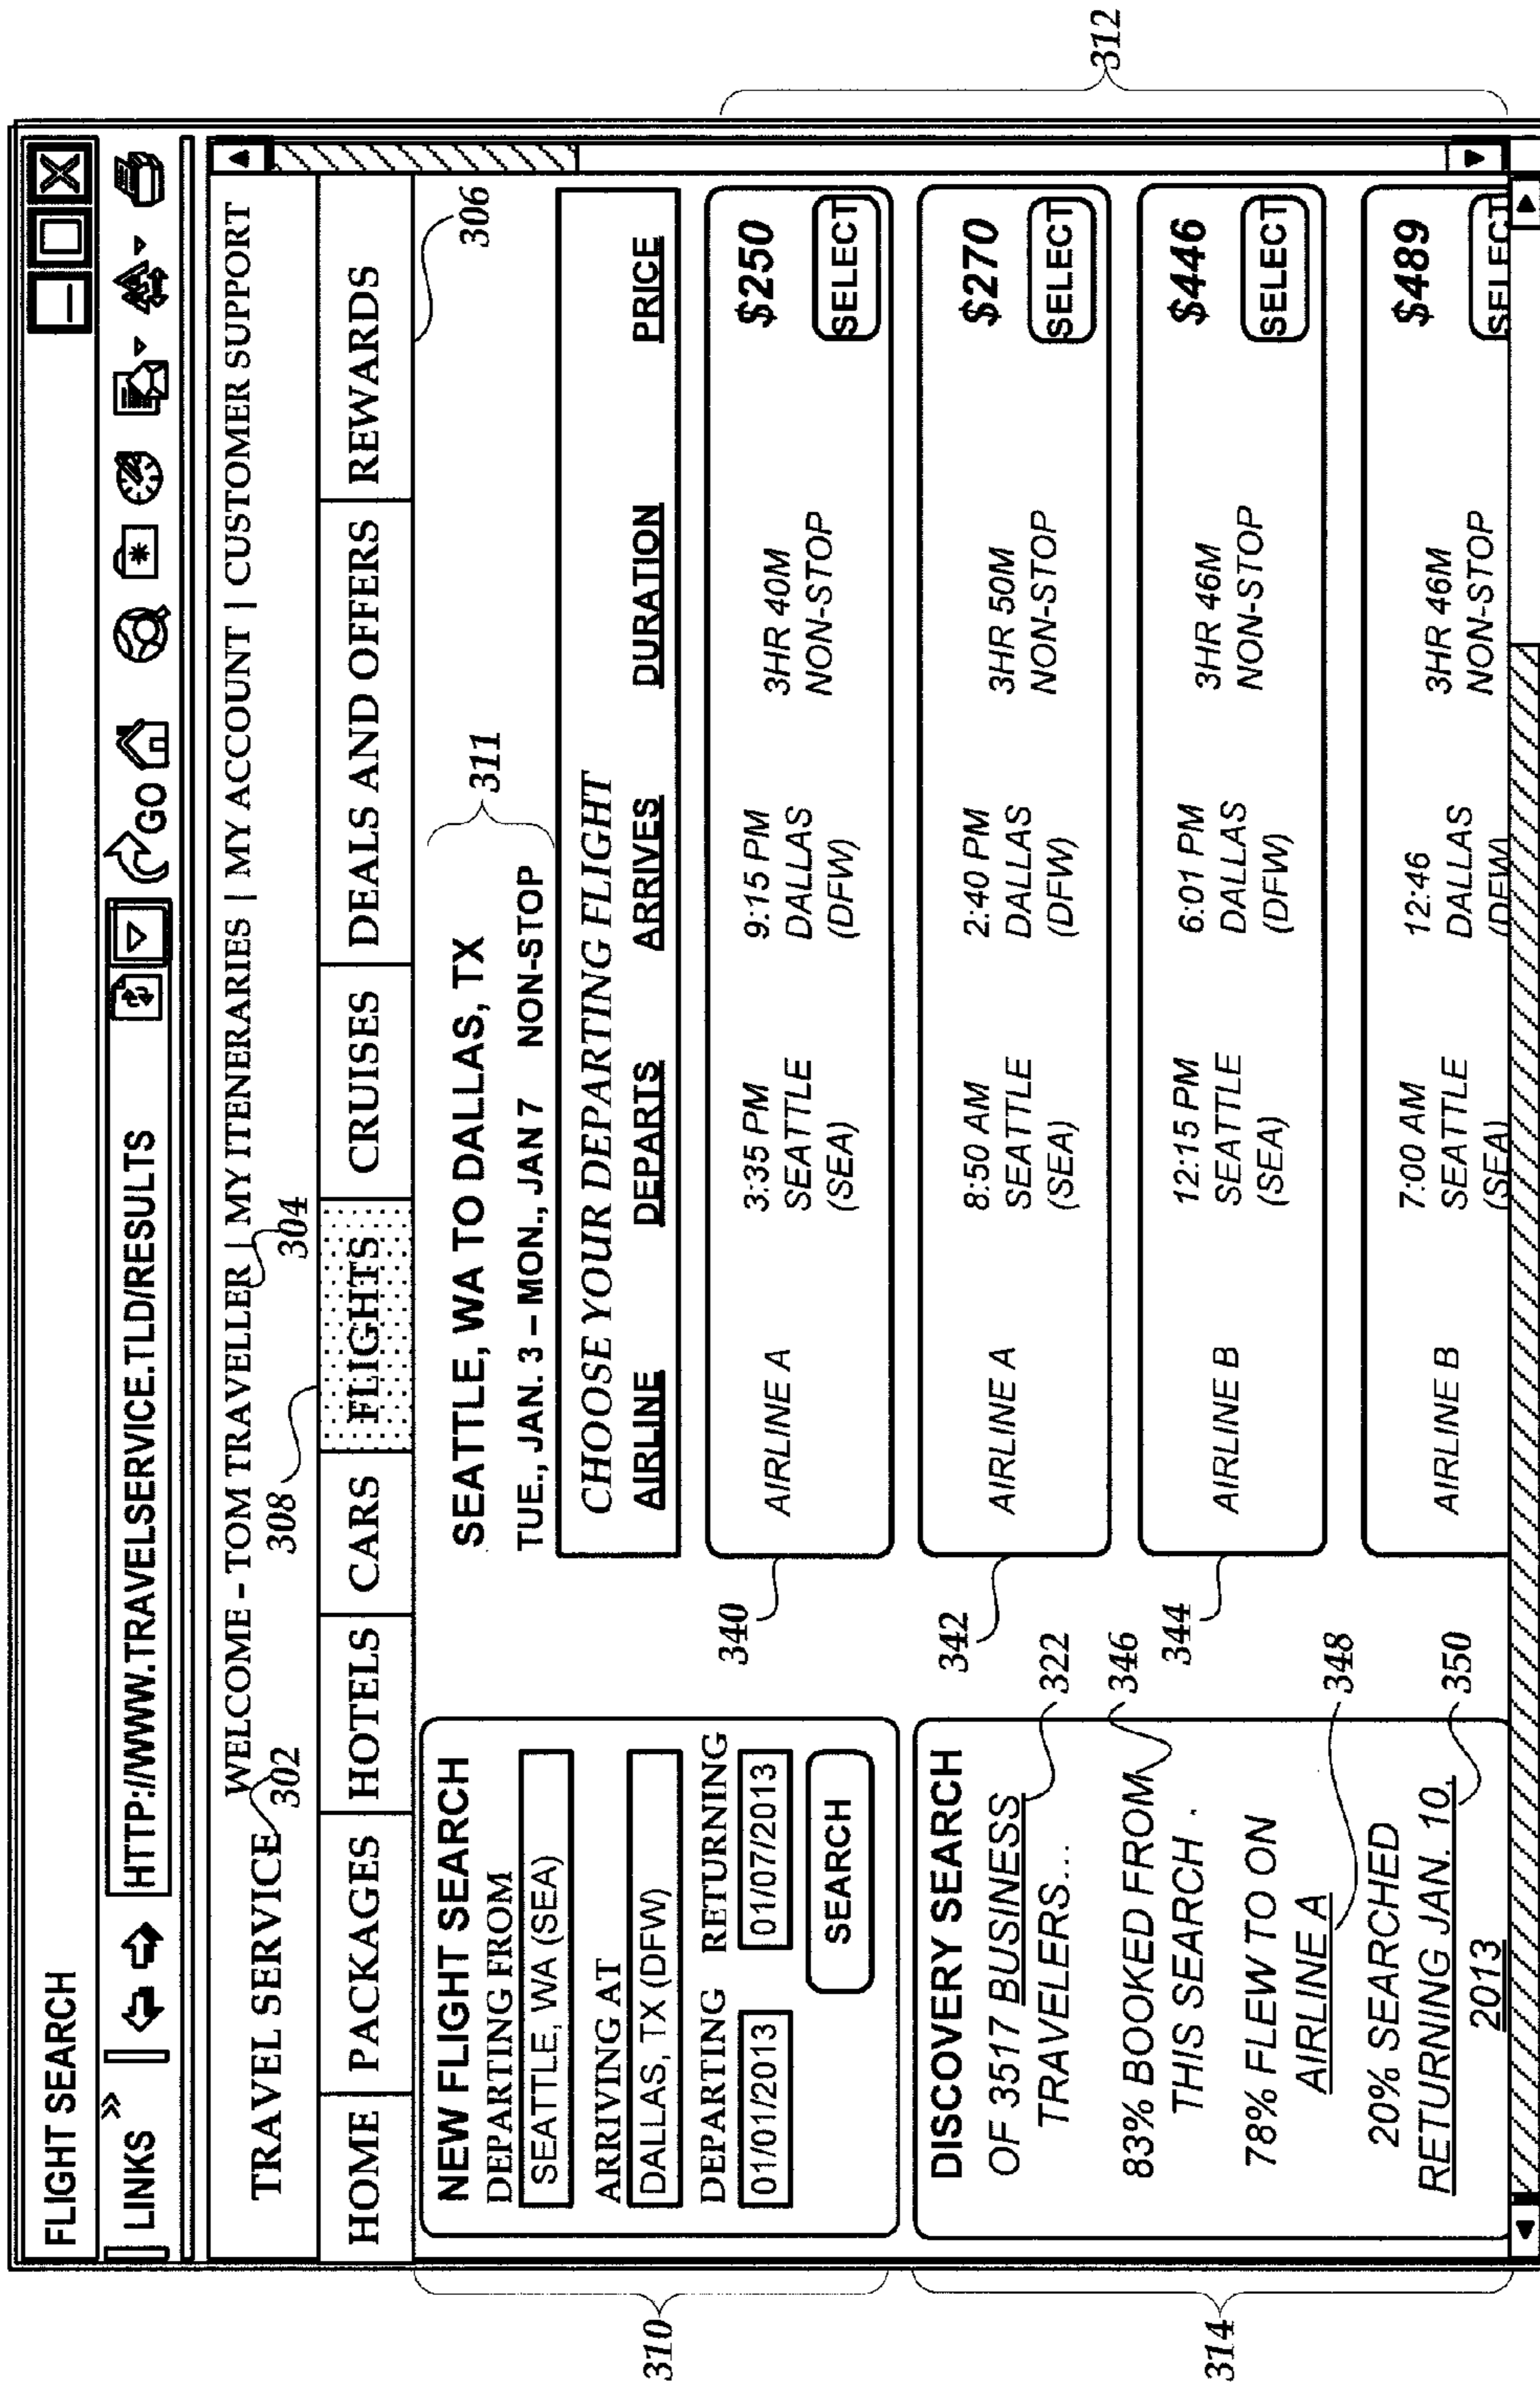 FLIGHT SEARCH
LINKS » HTTP://WWW.TRAVELSERVICE.TLD/RESULTS GO
TRAVEL SERVICE WELCOME - TOM TRAVELLER | MY ITENERARIES | MY ACCOUNT | CUSTOMER SUPPORT
302
304
308
HOME PACKAGES HOTELS CARS FLIGHTS CRUISES DEALS AND OFFERS REWARDS
306
310
NEW FLIGHT SEARCH
DEPARTING FROM
SEATTLE, WA (SEA)
ARRIVING AT
DALLAS, TX (DFW)
DEPARTING RETURNING
01/01/2013 01/07/2013
SEARCH
314
DISCOVERY SEARCH
OF 3517 BUSINESS
TRAVELERS...
322
83% BOOKED FROM
THIS SEARCH .
346
78% FLEW TO ON
AIRLINE A
348
20% SEARCHED
RETURNING JAN. 10,
2013
350
SEATTLE, WA TO DALLAS, TX
TUE., JAN. 3 – MON., JAN 7 NON-STOP
311
CHOOSE YOUR DEPARTING FLIGHT
AIRLINE DEPARTS ARRIVES DURATION PRICE
312
340
AIRLINE A 3:35 PM 9:15 PM 3HR 40M $250
SEATTLE DALLAS NON-STOP
(SEA) (DFW) SELECT
342
AIRLINE A 8:50 AM 2:40 PM 3HR 50M $270
SEATTLE DALLAS NON-STOP
(SEA) (DFW) SELECT
344
AIRLINE B 12:15 PM 6:01 PM 3HR 46M $446
SEATTLE DALLAS NON-STOP
(SEA) (DFW) SELECT
AIRLINE B 7:00 AM 12:46 3HR 46M $489
SEATTLE DALLAS NON-STOP
(SEA) (DFW) SELECT